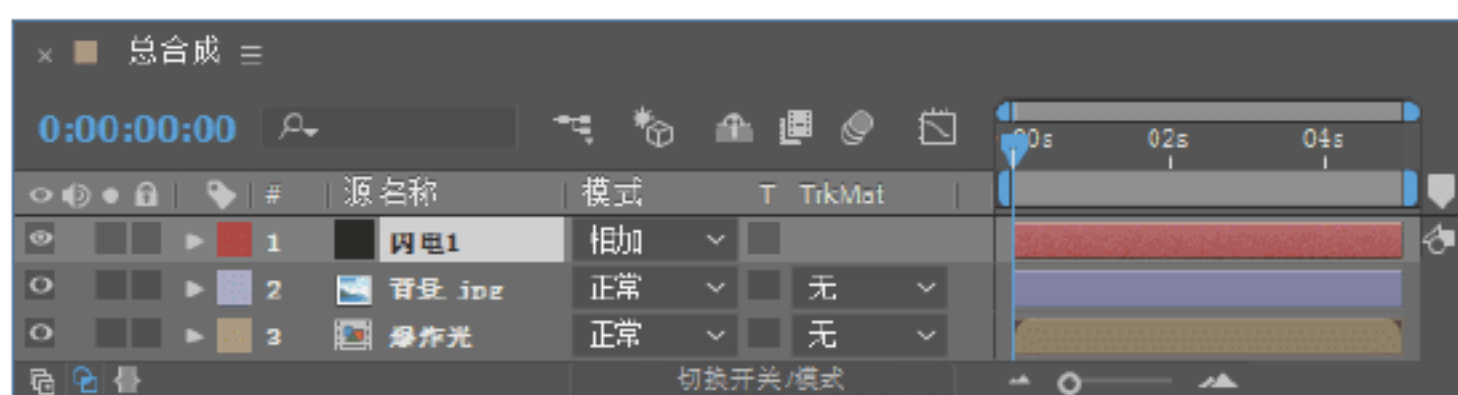 × 总合成 ≡
0:00:00:00
00s 02s 04s
# 源名称 模式 T TrkMat
1 闪电1 相加
2 背景.jpg 正常 无
3 爆炸光 正常 无
切换开关/模式